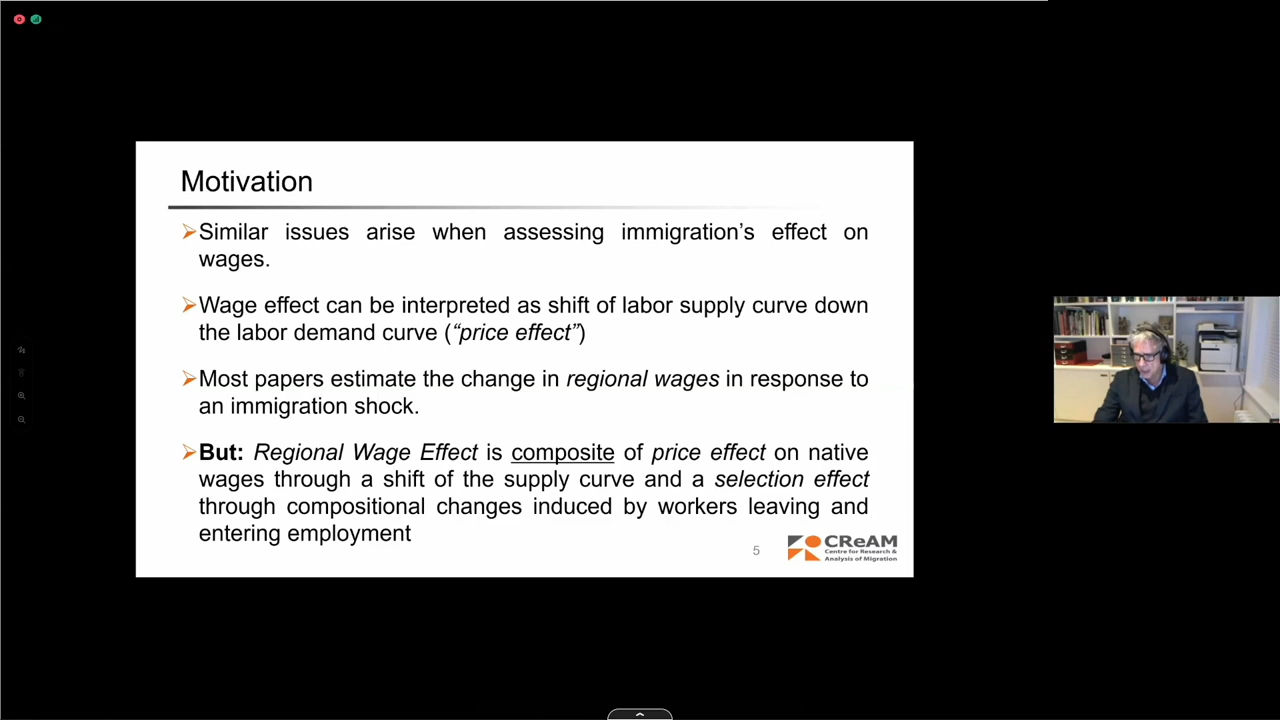 Motivation
Similar issues arise when assessing immigration's effect on
wages.
Wage effect can be interpreted as shift of labor supply curve down
the labor demand curve (“price effect”)
Most papers estimate the change in regional wages in response to
an immigration shock.
But: Regional Wage Effect is composite of price effect on native
wages through a shift of the supply curve and a selection effect
through compositional changes induced by workers leaving and
entering employment
5
CReAM
Centre for Research &
Analysis of Migration